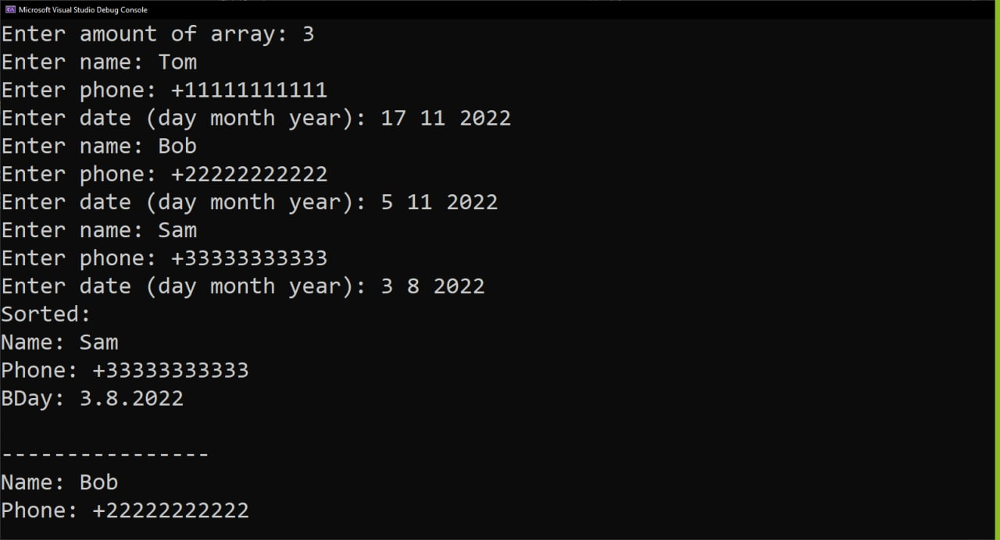 Microsoft Visual Studio Debug Console
Enter amount of array: 3
Enter name: Tom
Enter phone: +11111111111
Enter date (day month year): 17 11 2022
Enter name: Bob
Enter phone: +22222222222
Enter date (day month year): 5 11 2022
Enter name: Sam
Enter phone: +33333333333
Enter date (day month year): 3 8 2022
Sorted:
Name: Sam
Phone: +33333333333
BDay: 3.8.2022
----------------
Name: Bob
Phone: +22222222222